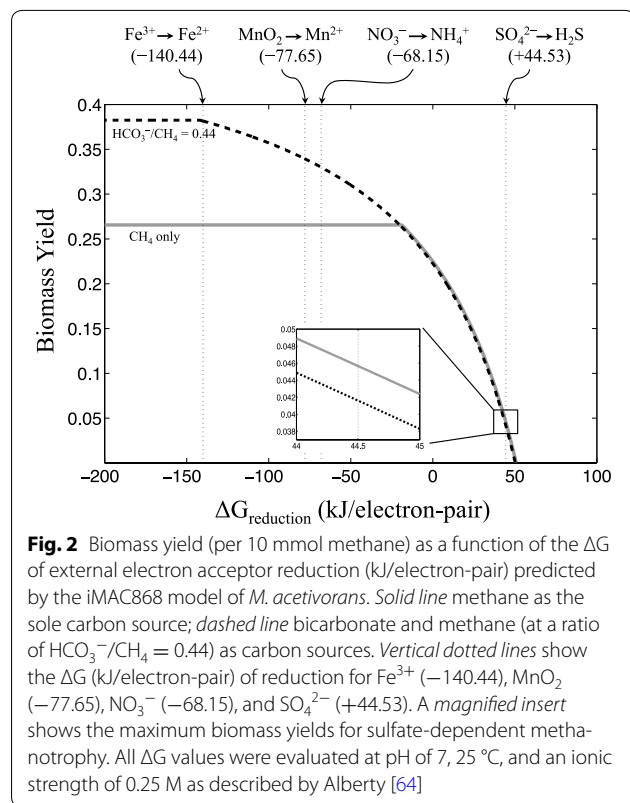 Fe³⁺→Fe²⁺ MnO₂→Mn²⁺ NO₃⁻→NH₄⁺ SO₄²⁻→H₂S
(−140.44) (−77.65) (−68.15) (+44.53)
0.4
HCO₃⁻/CH₄ = 0.44
0.35
0.3
CH₄ only
0.25
0.2
0.15
0.1
0.05
Biomass Yield
0.05
0.048
0.046
0.044
0.042
0.04
0.038
0.037
44 44.5 45
−200 −150 −100 −50 0 50 100
ΔG_reduction (kJ/electron-pair)
Fig. 2 Biomass yield (per 10 mmol methane) as a function of the ΔG
of external electron acceptor reduction (kJ/electron-pair) predicted
by the iMAC868 model of M. acetivorans. Solid line methane as the
sole carbon source; dashed line bicarbonate and methane (at a ratio
of HCO₃⁻/CH₄ = 0.44) as carbon sources. Vertical dotted lines show
the ΔG (kJ/electron-pair) of reduction for Fe³⁺ (−140.44), MnO₂
(−77.65), NO₃⁻ (−68.15), and SO₄²⁻ (+44.53). A magnified insert
shows the maximum biomass yields for sulfate-dependent metha-
notrophy. All ΔG values were evaluated at pH of 7, 25 °C, and an ionic
strength of 0.25 M as described by Alberty [64]